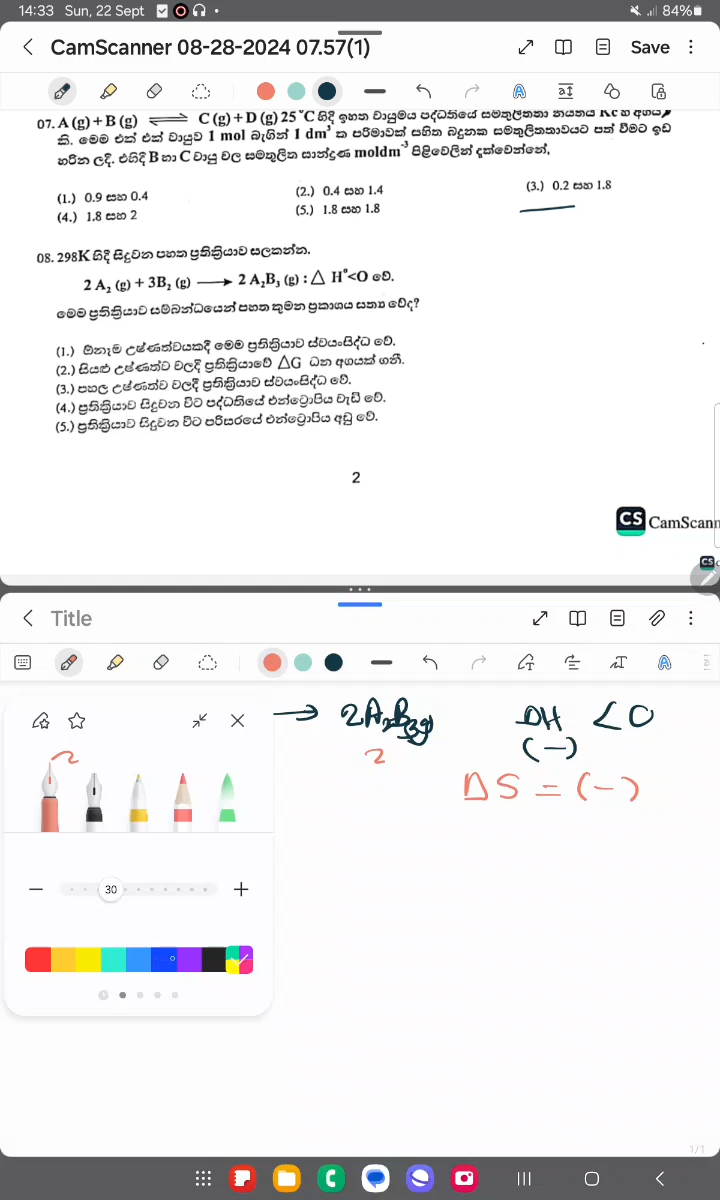 14:33 Sun, 22 Sept 84%
CamScanner 08-28-2024 07.57(1) Save
07. A (g) + B (g) ⇌ C (g) + D (g) 25 °C හිදී ඉහත වායුමය පද්ධතියේ සමතුලිතතා නියතය Kc හි අගය
කි. මෙම එක් එක් වායුව 1 mol බැගින් 1 dm³ ක පරිමාවක් සහිත බදුනක සමතුලිතතාවයට පත් වීමට ඉඩ
හරින ලදි. එහිදී B හා C වායු වල සමතුලිත සාන්ද්‍රණ moldm⁻³ පිළිවෙලින් දැක්වෙන්නේ,
(1.) 0.9 සහ 0.4 (2.) 0.4 සහ 1.4 (3.) 0.2 සහ 1.8
(4.) 1.8 සහ 2 (5.) 1.8 සහ 1.8
08. 298K හිදී සිදුවන පහත ප්‍රතික්‍රියාව සලකන්න.
2 A₂ (g) + 3B₂ (g) ⟶ 2 A₂B₃ (g) : △ H°<O වේ.
මෙම ප්‍රතික්‍රියාව සම්බන්ධයෙන් පහත කුමන ප්‍රකාශය සත්‍ය වේද?
(1.) ඕනෑම උෂ්ණත්වයකදී මෙම ප්‍රතික්‍රියාව ස්වයංසිද්ධ වේ.
(2.) සියළු උෂ්ණත්ව වලදි ප්‍රතික්‍රියාවේ △G ධන අගයක් ගනී.
(3.) පහල උෂ්ණත්ව වලදී ප්‍රතික්‍රියාව ස්වයංසිද්ධ වේ.
(4.) ප්‍රතික්‍රියාව සිදුවන විට පද්ධතියේ එන්ට්‍රොපිය වැඩි වේ.
(5.) ප්‍රතික්‍රියාව සිදුවන විට පරිසරයේ එන්ට්‍රොපිය අඩු වේ.
2
CS CamScann
CS
Title
→ 2A₂B₃(g) ΔH < 0
2 (−)
ΔS = (−)
30
1/1